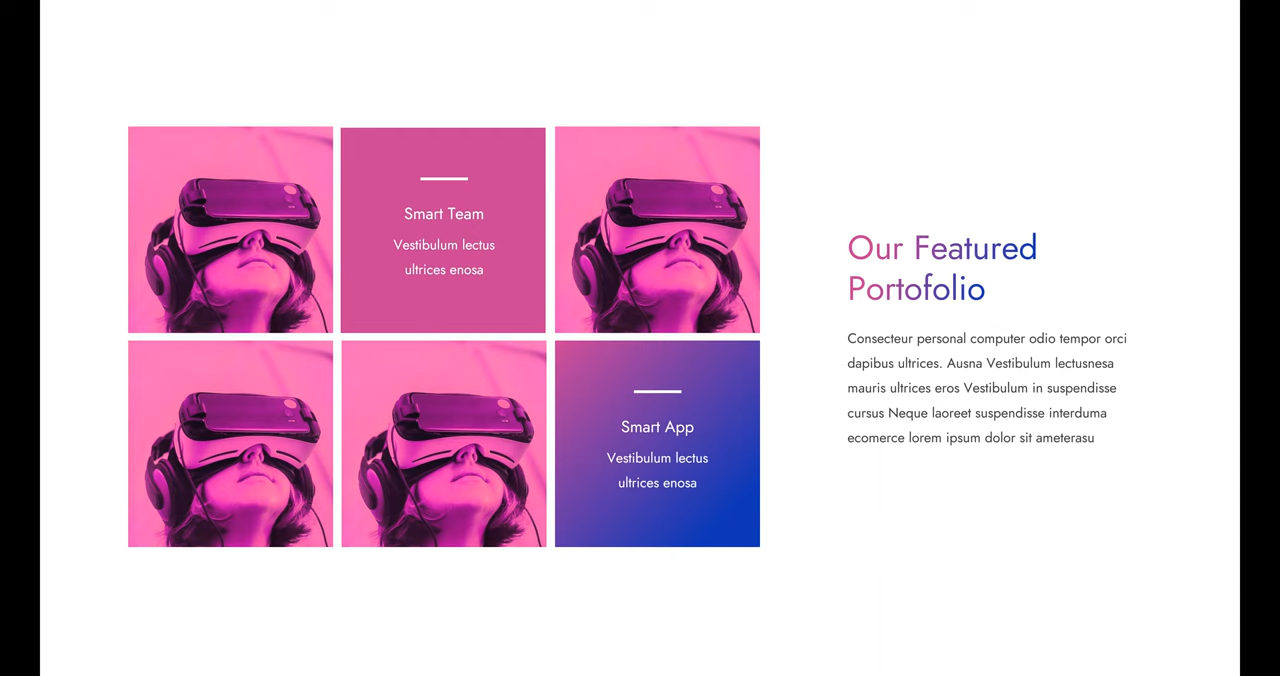 Smart Team
Vestibulum lectus
ultrices enosa
Smart App
Vestibulum lectus
ultrices enosa
Our Featured
Portofolio
Consecteur personal computer odio tempor orci
dapibus ultrices. Ausna Vestibulum lectusnesa
mauris ultrices eros Vestibulum in suspendisse
cursus Neque laoreet suspendisse interduma
ecomerce lorem ipsum dolor sit ameterasu